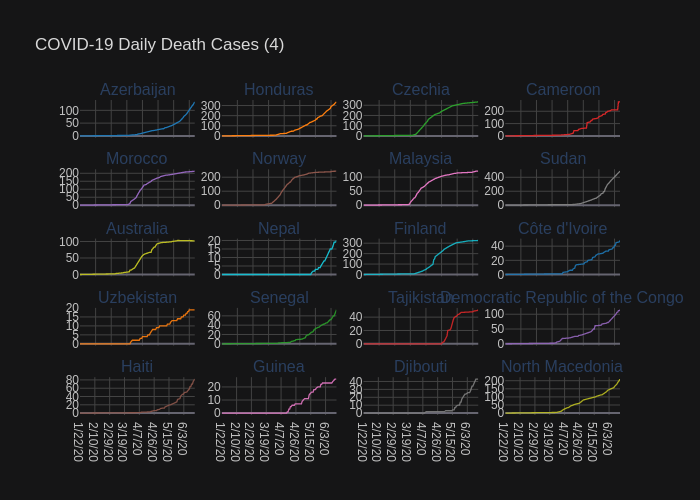 COVID-19 Daily Death Cases (4)
Azerbaijan Honduras Czechia Cameroon
100 50 0 300 200 100 0 300 200 100 0 200 100 0
Morocco Norway Malaysia Sudan
200 150 100 50 0 200 100 0 100 50 0 400 200 0
Australia Nepal Finland Côte d'Ivoire
100 50 0 20 15 10 5 0 300 200 100 0 40 20 0
Uzbekistan Senegal Tajikistan Democratic Republic of the Congo
20 15 10 5 0 60 40 20 0 40 20 0 100 50 0
Haiti Guinea Djibouti North Macedonia
80 60 40 20 0 20 10 0 40 30 20 10 0 200 150 100 50 0
1/22/20 2/10/20 2/29/20 3/19/20 4/7/20 4/26/20 5/15/20 6/3/20 1/22/20 2/10/20 2/29/20 3/19/20 4/7/20 4/26/20 5/15/20 6/3/20 1/22/20 2/10/20 2/29/20 3/19/20 4/7/20 4/26/20 5/15/20 6/3/20 1/22/20 2/10/20 2/29/20 3/19/20 4/7/20 4/26/20 5/15/20 6/3/20